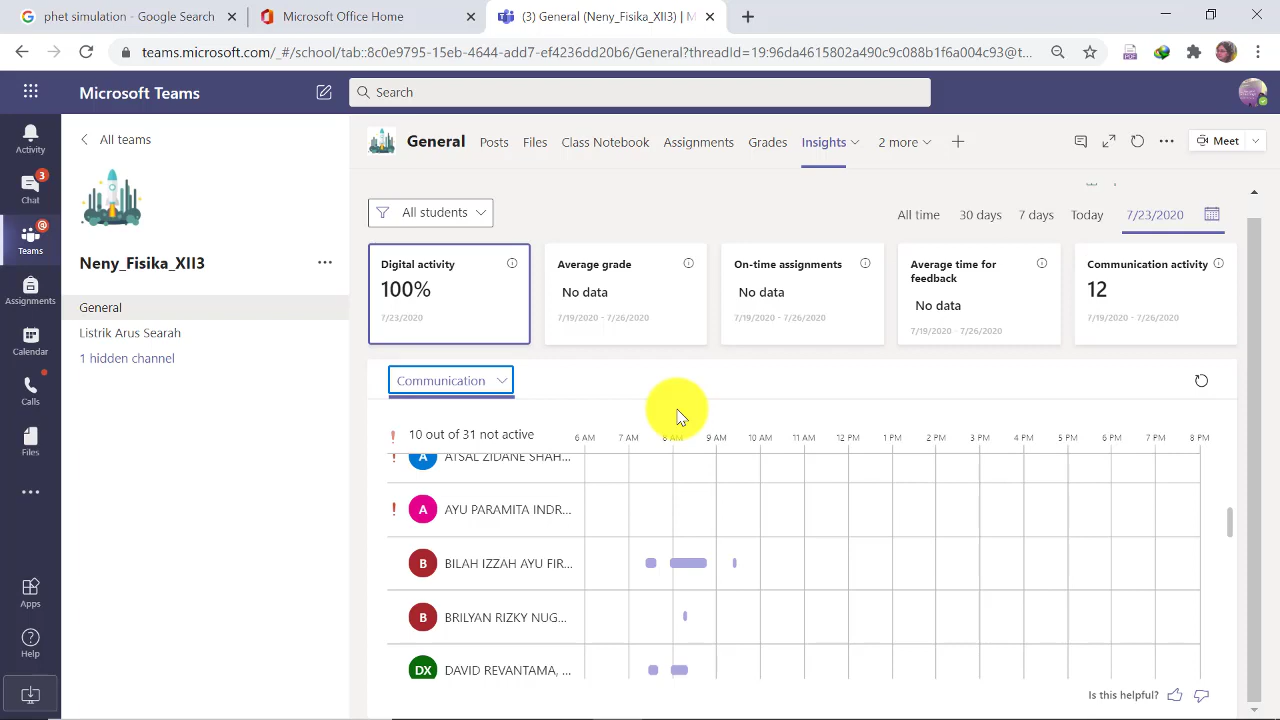 phet simulation - Google Search
Microsoft Office Home
(3) General (Neny_Fisika_XII3) | M
teams.microsoft.com/_#/school/tab::8c0e9795-15eb-4844-add7-ef4236dd20b6/General?threadId=19:96da4615802a490c9c088b1f6a004c93@t...
Microsoft Teams
Search
Activity
Chat
3
Teams
@
Assignments
Calendar
Calls
Files
Apps
Help
All teams
Neny_Fisika_XII3
General
Listrik Arus Searah
1 hidden channel
General Posts Files Class Notebook Assignments Grades Insights 2 more
Meet
All students
All time 30 days 7 days Today 7/23/2020
Digital activity
100%
7/23/2020
Average grade
No data
7/19/2020 - 7/26/2020
On-time assignments
No data
7/19/2020 - 7/26/2020
Average time for
feedback
No data
7/19/2020 - 7/26/2020
Communication activity
12
7/19/2020 - 7/26/2020
Communication
! 10 out of 31 not active
6 AM 7 AM 8 AM 9 AM 10 AM 11 AM 12 PM 1 PM 2 PM 3 PM 4 PM 5 PM 6 PM 7 PM 8 PM
! A ATSAL ZIDANE SHAH...
! A AYU PARAMITA INDR...
B BILAH IZZAH AYU FIR...
B BRILYAN RIZKY NUG...
DX DAVID REVANTAMA, ...
Is this helpful?